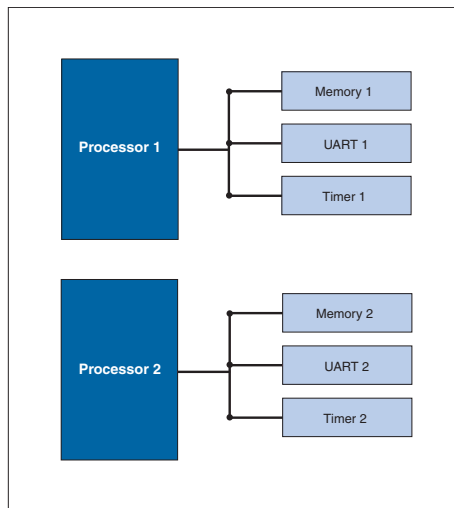 Processor 1
Memory 1
UART 1
Timer 1
Processor 2
Memory 2
UART 2
Timer 2